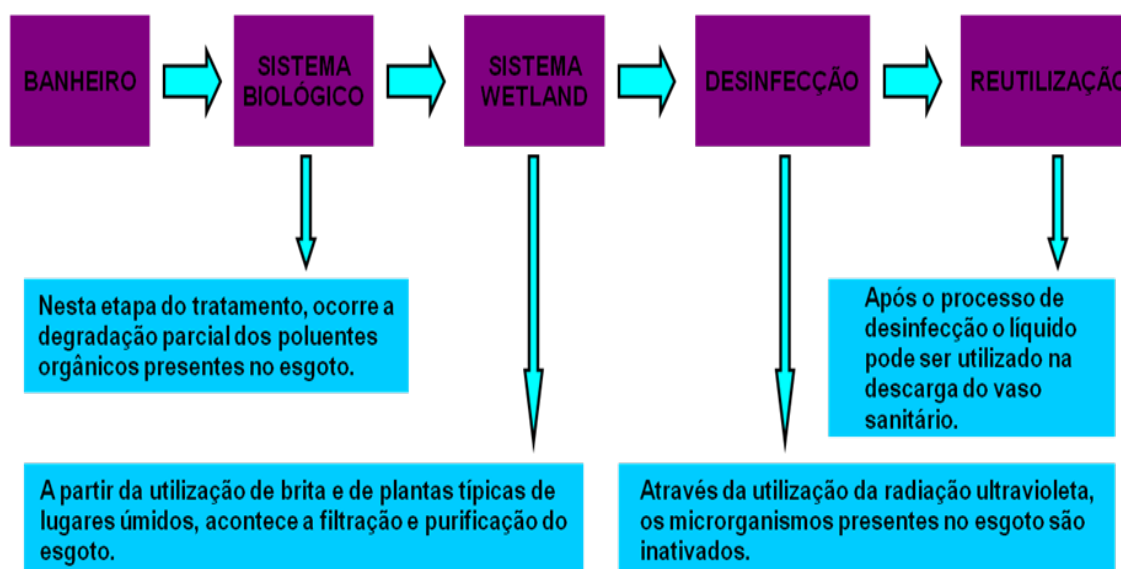 BANHEIRO
SISTEMA
BIOLÓGICO
SISTEMA
WETLAND
DESINFECÇÃO
REUTILIZAÇÃO
Nesta etapa do tratamento, ocorre a
degradação parcial dos poluentes
orgânicos presentes no esgoto.
Após o processo de
desinfecção o líquido
pode ser utilizado na
descarga do vaso
sanitário.
A partir da utilização de brita e de plantas típicas de
lugares úmidos, acontece a filtração e purificação do
esgoto.
Através da utilização da radiação ultravioleta,
os microrganismos presentes no esgoto são
inativados.